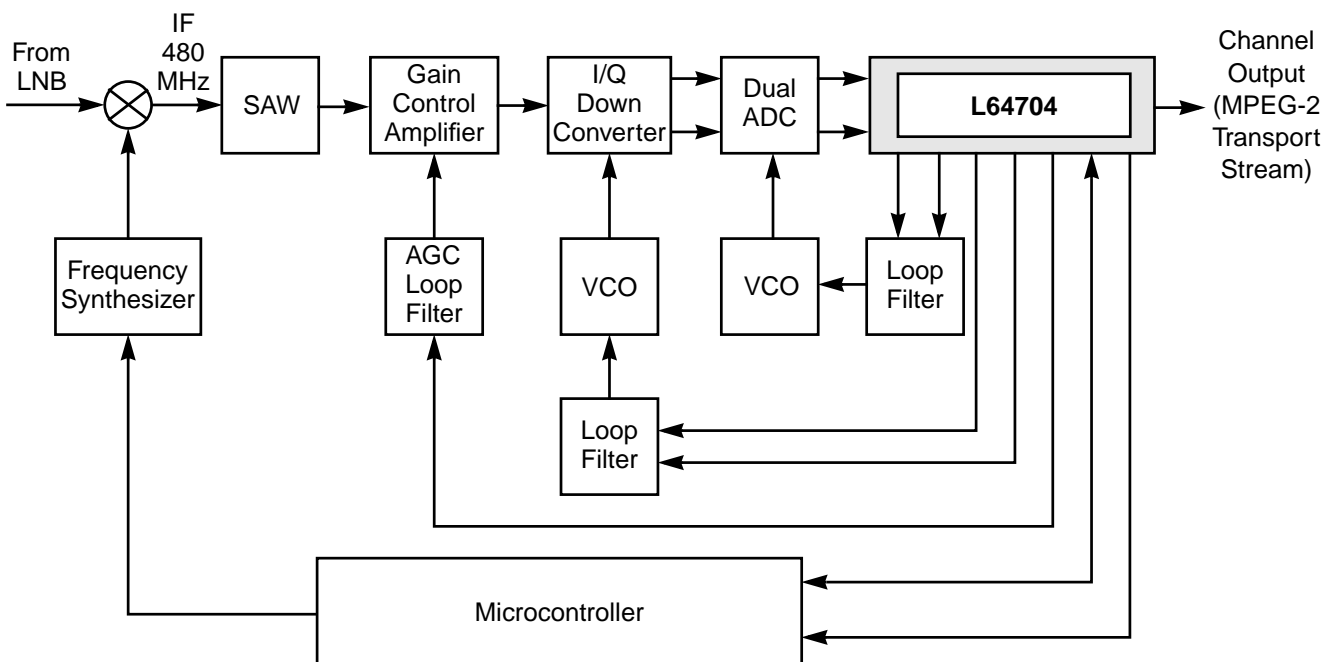 From
LNB
IF
480
MHz
SAW
Gain
Control
Amplifier
I/Q
Down
Converter
Dual
ADC
L64704
Channel
Output
(MPEG-2
Transport
Stream)
Frequency
Synthesizer
AGC
Loop
Filter
VCO
VCO
Loop
Filter
Loop
Filter
Microcontroller